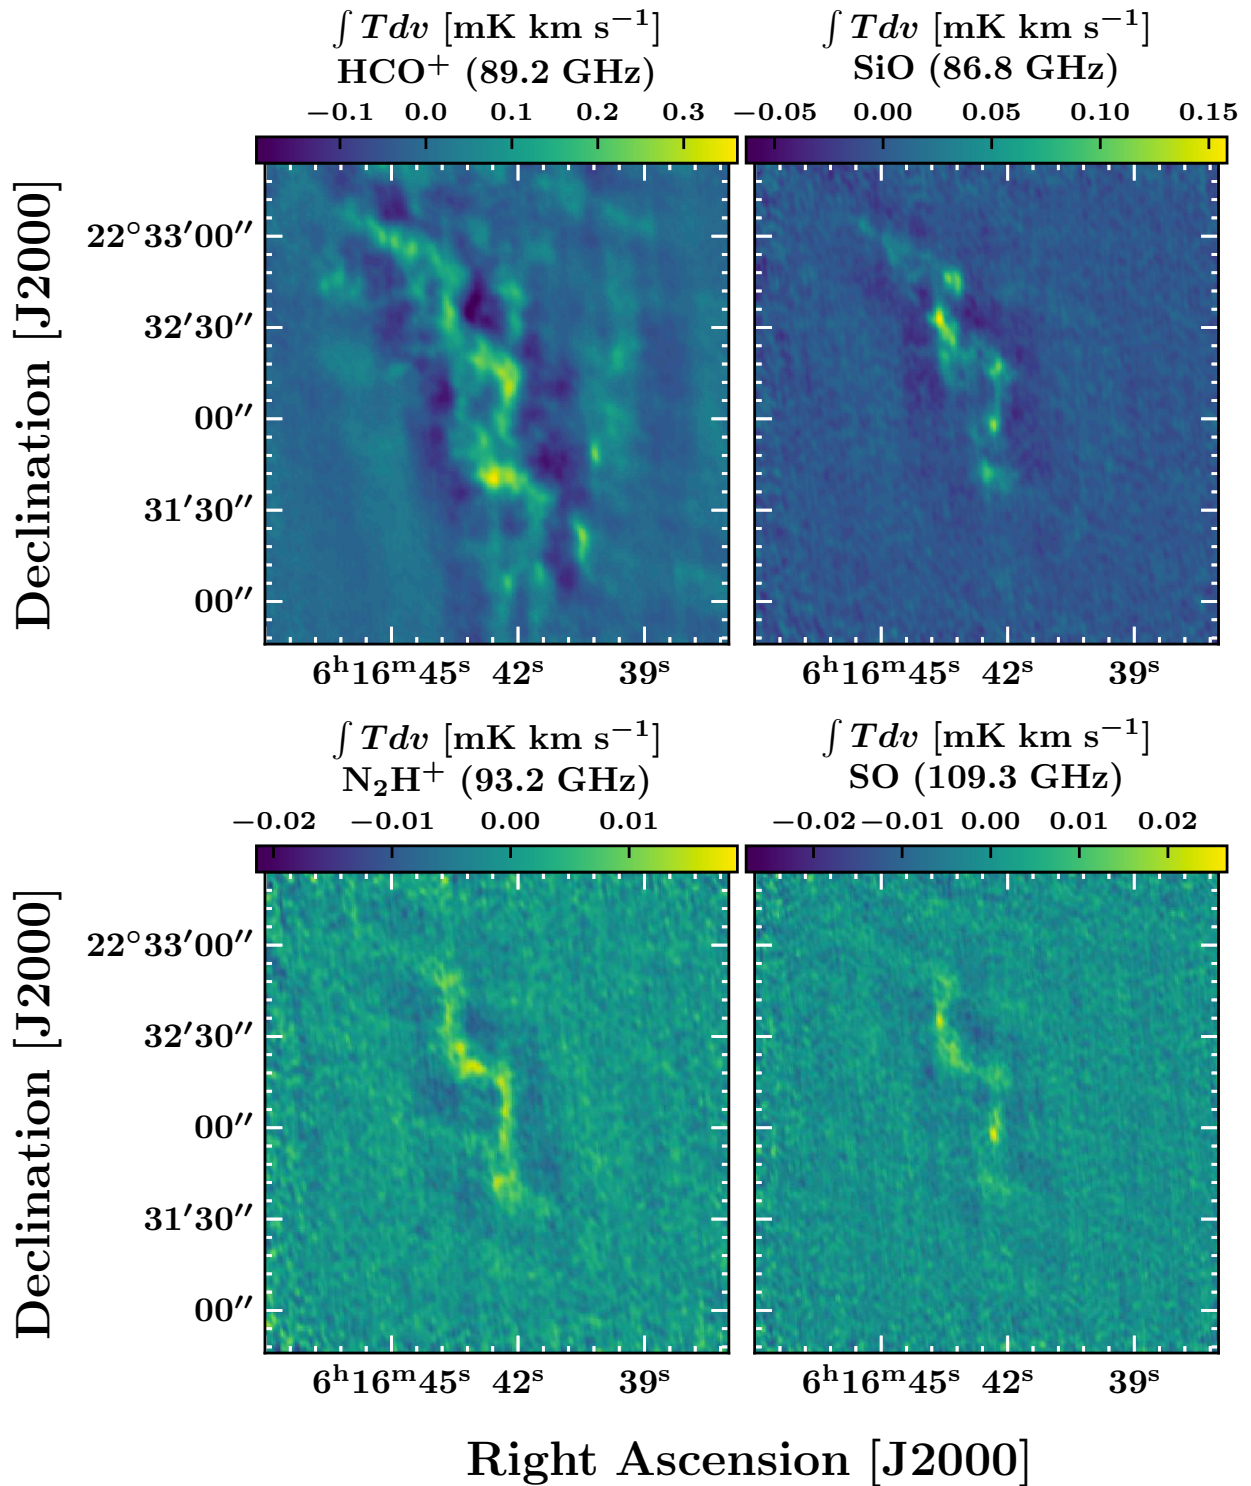 ∫ Tdv [mK km s⁻¹]
HCO⁺ (89.2 GHz)
−0.1 0.0 0.1 0.2 0.3
∫ Tdv [mK km s⁻¹]
SiO (86.8 GHz)
−0.05 0.00 0.05 0.10 0.15
Declination [J2000]
22°33′00″
32′30″
00″
31′30″
00″
6ʰ16ᵐ45ˢ 42ˢ 39ˢ
6ʰ16ᵐ45ˢ 42ˢ 39ˢ
∫ Tdv [mK km s⁻¹]
N₂H⁺ (93.2 GHz)
−0.02 −0.01 0.00 0.01
∫ Tdv [mK km s⁻¹]
SO (109.3 GHz)
−0.02 −0.01 0.00 0.01 0.02
Declination [J2000]
22°33′00″
32′30″
00″
31′30″
00″
6ʰ16ᵐ45ˢ 42ˢ 39ˢ
6ʰ16ᵐ45ˢ 42ˢ 39ˢ
Right Ascension [J2000]